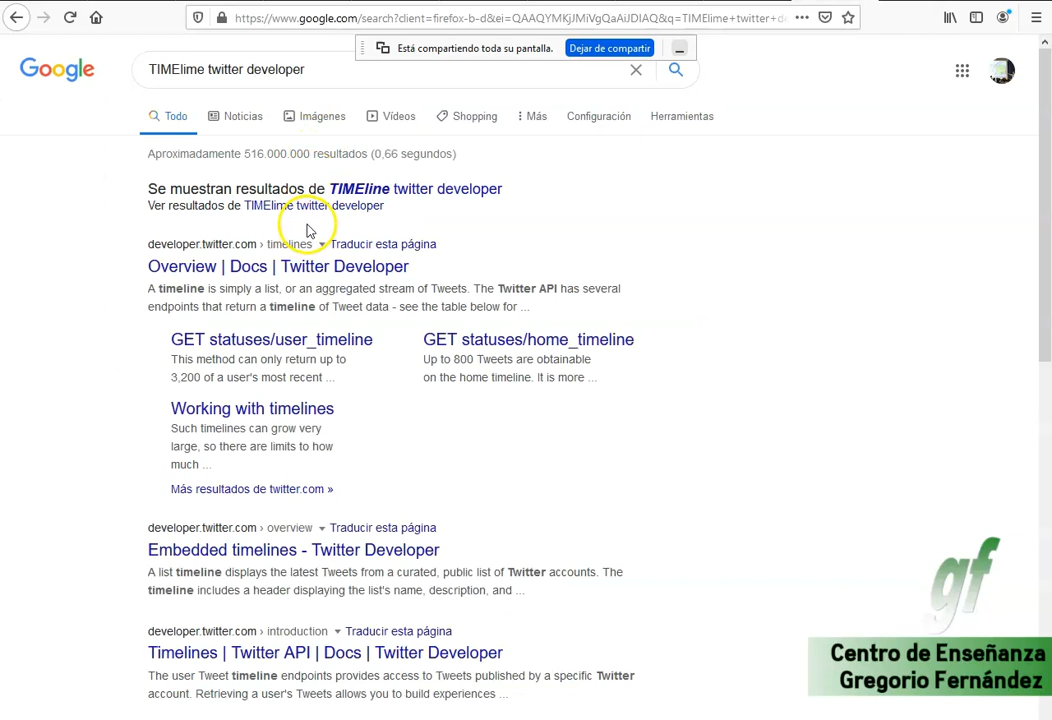 https://www.google.com/search?client=firefox-b-d&ei=QAAQYMKjJMiVgQaAiJDIAQ&q=TIMElime+twitter+de
Está compartiendo toda su pantalla.
Dejar de compartir
Google
TIMElime twitter developer
Todo
Noticias
Imágenes
Vídeos
Shopping
Más
Configuración
Herramientas
Aproximadamente 516.000.000 resultados (0,66 segundos)
Se muestran resultados de TIMEline twitter developer
Ver resultados de TIMElime twitter developer
developer.twitter.com › timelines
Traducir esta página
Overview | Docs | Twitter Developer
A timeline is simply a list, or an aggregated stream of Tweets. The Twitter API has several
endpoints that return a timeline of Tweet data - see the table below for ...
GET statuses/user_timeline
This method can only return up to
3,200 of a user's most recent ...
GET statuses/home_timeline
Up to 800 Tweets are obtainable
on the home timeline. It is more ...
Working with timelines
Such timelines can grow very
large, so there are limits to how
much ...
Más resultados de twitter.com »
developer.twitter.com › overview
Traducir esta página
Embedded timelines - Twitter Developer
A list timeline displays the latest Tweets from a curated, public list of Twitter accounts. The
timeline includes a header displaying the list's name, description, and ...
developer.twitter.com › introduction
Traducir esta página
Timelines | Twitter API | Docs | Twitter Developer
The user Tweet timeline endpoints provides access to Tweets published by a specific Twitter
account. Retrieving a user's Tweets allows you to build experiences ...
gf
Centro de Enseñanza
Gregorio Fernández